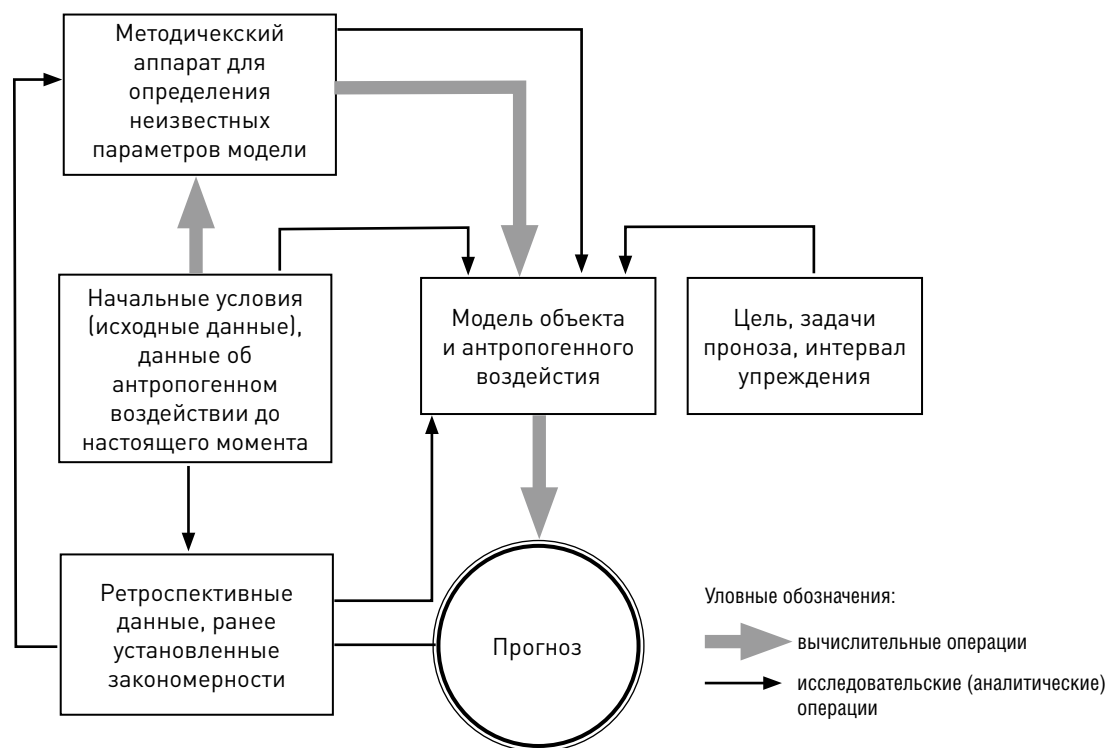 Методичекский
аппарат для
определения
неизвестных
параметров модели
Начальные условия
(исходные данные),
данные об
антропогенном
воздействии до
настоящего момента
Модель объекта
и антропогенного
воздейстия
Цель, задачи
проноза, интервал
упреждения
Ретроспективные
данные, ранее
установленные
закономерности
Прогноз
Уловные обозначения:
вычислительные операции
исследовательские (аналитические)
операции